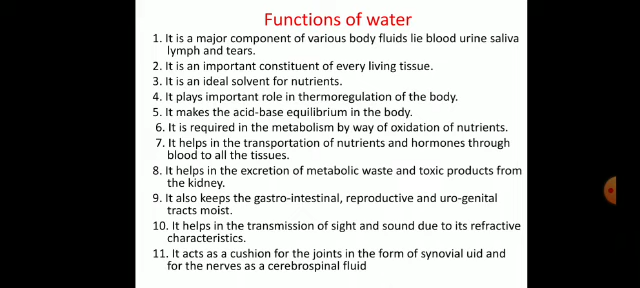 Functions of water
1. It is a major component of various body fluids lie blood urine saliva
lymph and tears.
2. It is an important constituent of every living tissue.
3. It is an ideal solvent for nutrients.
4. It plays important role in thermoregulation of the body.
5. It makes the acid-base equilibrium in the body.
6. It is required in the metabolism by way of oxidation of nutrients.
7. It helps in the transportation of nutrients and hormones through
blood to all the tissues.
8. It helps in the excretion of metabolic waste and toxic products from
the kidney.
9. It also keeps the gastro-intestinal, reproductive and uro-genital
tracts moist.
10. It helps in the transmission of sight and sound due to its refractive
characteristics.
11. It acts as a cushion for the joints in the form of synovial uid and
for the nerves as a cerebrospinal fluid